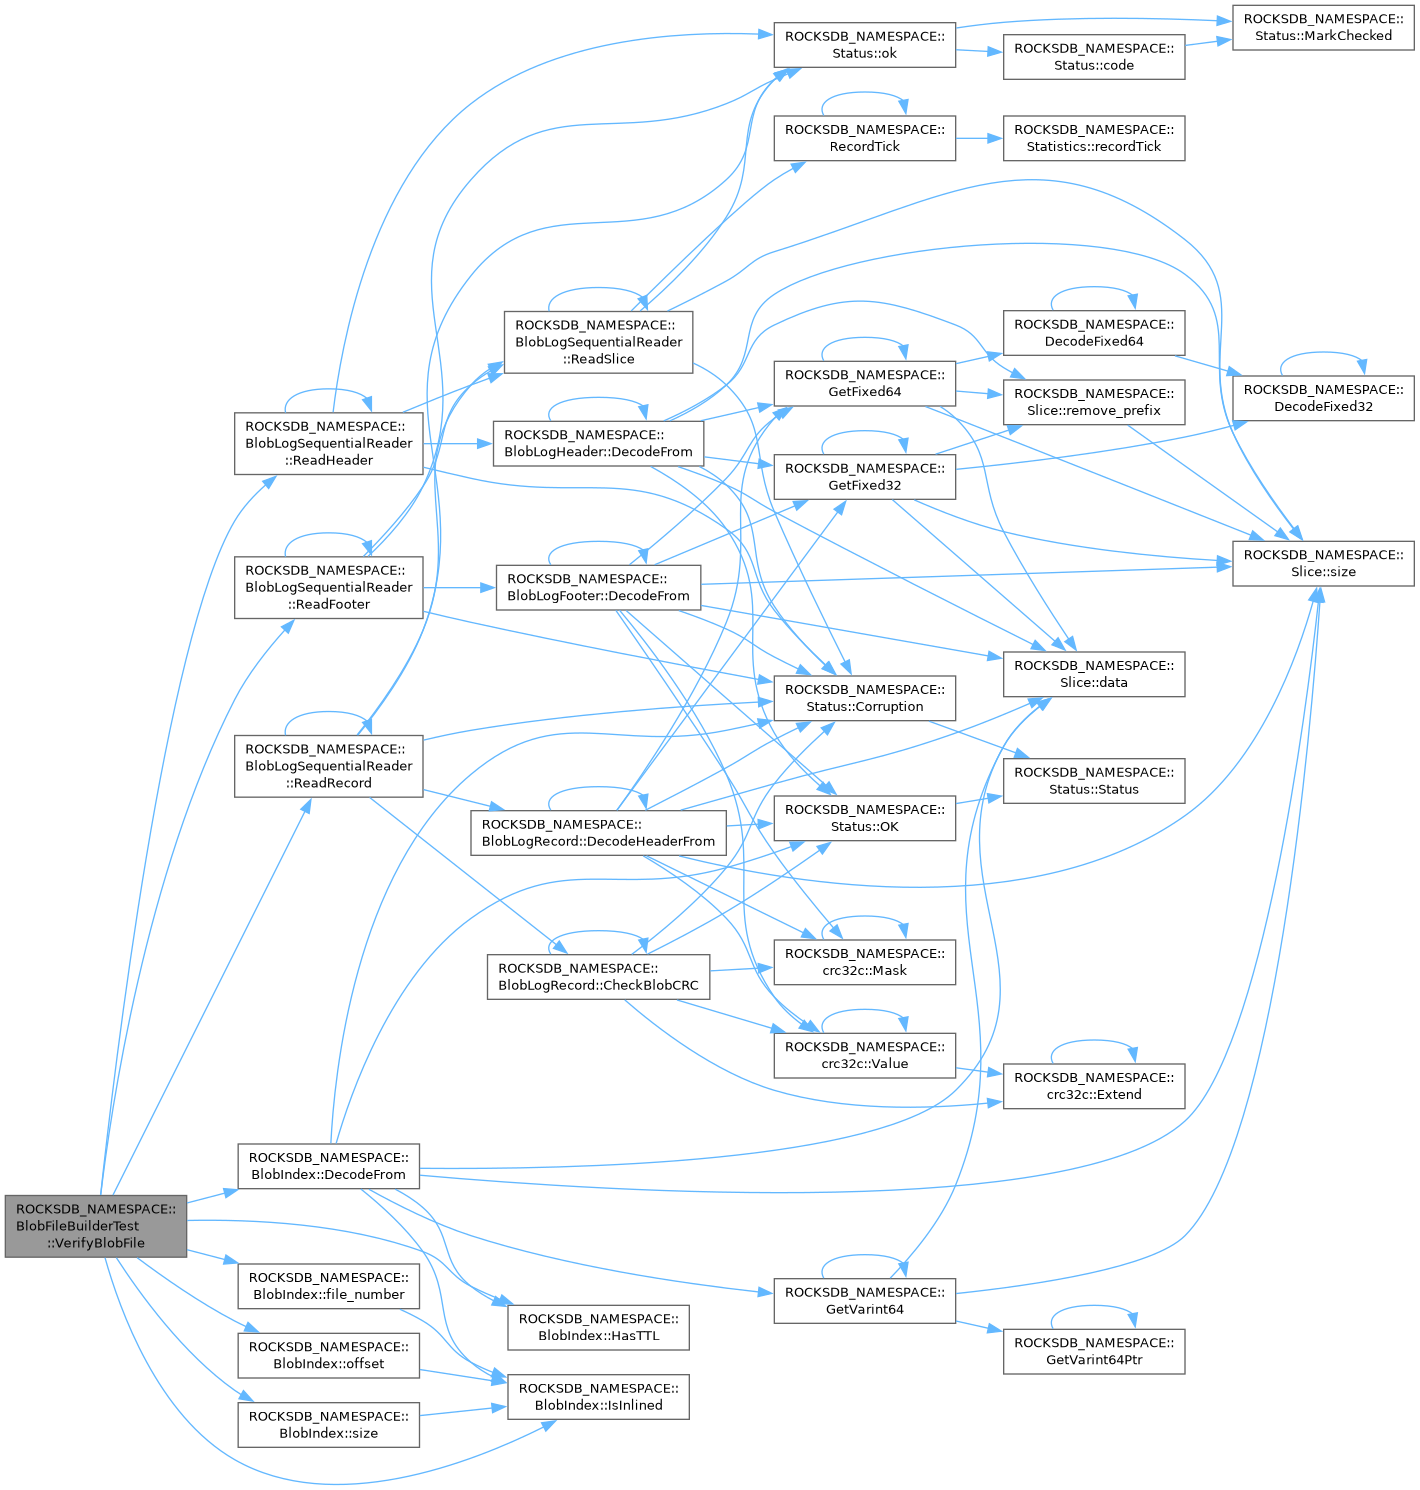 ROCKSDB_NAMESPACE::
Status::MarkChecked
ROCKSDB_NAMESPACE::
Status::ok
ROCKSDB_NAMESPACE::
Status::code
ROCKSDB_NAMESPACE::
RecordTick
ROCKSDB_NAMESPACE::
Statistics::recordTick
ROCKSDB_NAMESPACE::
BlobLogSequentialReader
::ReadSlice
ROCKSDB_NAMESPACE::
DecodeFixed64
ROCKSDB_NAMESPACE::
GetFixed64
ROCKSDB_NAMESPACE::
Slice::remove_prefix
ROCKSDB_NAMESPACE::
DecodeFixed32
ROCKSDB_NAMESPACE::
BlobLogSequentialReader
::ReadHeader
ROCKSDB_NAMESPACE::
BlobLogHeader::DecodeFrom
ROCKSDB_NAMESPACE::
GetFixed32
ROCKSDB_NAMESPACE::
Slice::size
ROCKSDB_NAMESPACE::
BlobLogSequentialReader
::ReadFooter
ROCKSDB_NAMESPACE::
BlobLogFooter::DecodeFrom
ROCKSDB_NAMESPACE::
Slice::data
ROCKSDB_NAMESPACE::
Status::Corruption
ROCKSDB_NAMESPACE::
BlobLogSequentialReader
::ReadRecord
ROCKSDB_NAMESPACE::
Status::Status
ROCKSDB_NAMESPACE::
BlobLogRecord::DecodeHeaderFrom
ROCKSDB_NAMESPACE::
Status::OK
ROCKSDB_NAMESPACE::
BlobLogRecord::CheckBlobCRC
ROCKSDB_NAMESPACE::
crc32c::Mask
ROCKSDB_NAMESPACE::
crc32c::Value
ROCKSDB_NAMESPACE::
crc32c::Extend
ROCKSDB_NAMESPACE::
BlobIndex::DecodeFrom
ROCKSDB_NAMESPACE::
BlobFileBuilderTest
::VerifyBlobFile
ROCKSDB_NAMESPACE::
BlobIndex::file_number
ROCKSDB_NAMESPACE::
GetVarint64
ROCKSDB_NAMESPACE::
BlobIndex::HasTTL
ROCKSDB_NAMESPACE::
BlobIndex::offset
ROCKSDB_NAMESPACE::
GetVarint64Ptr
ROCKSDB_NAMESPACE::
BlobIndex::IsInlined
ROCKSDB_NAMESPACE::
BlobIndex::size